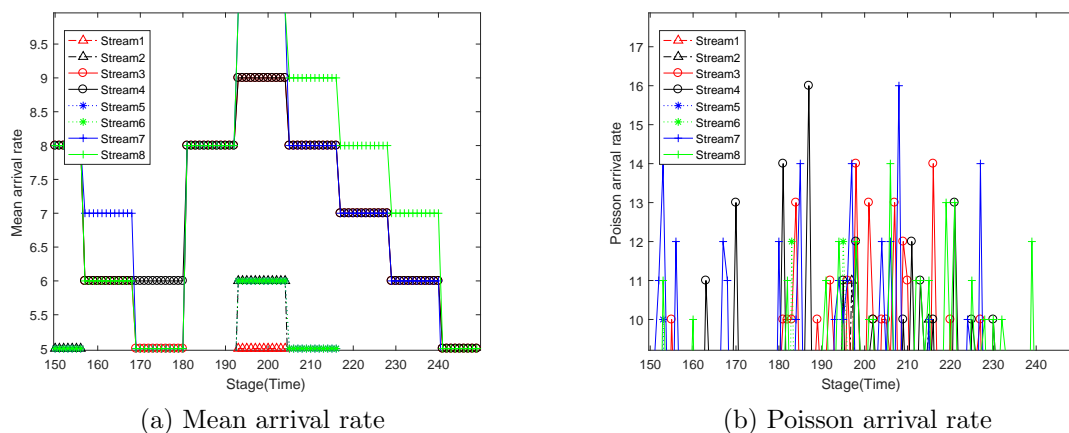 9.5
9
8.5
8
7.5
7
6.5
6
5.5
5
Mean arrival rate
Stream1
Stream2
Stream3
Stream4
Stream5
Stream6
Stream7
Stream8
150 160 170 180 190 200 210 220 230 240
Stage(Time)
(a) Mean arrival rate
17
16
15
14
13
12
11
10
Poisson arrival rate
Stream1
Stream2
Stream3
Stream4
Stream5
Stream6
Stream7
Stream8
150 160 170 180 190 200 210 220 230 240
Stage(Time)
(b) Poisson arrival rate